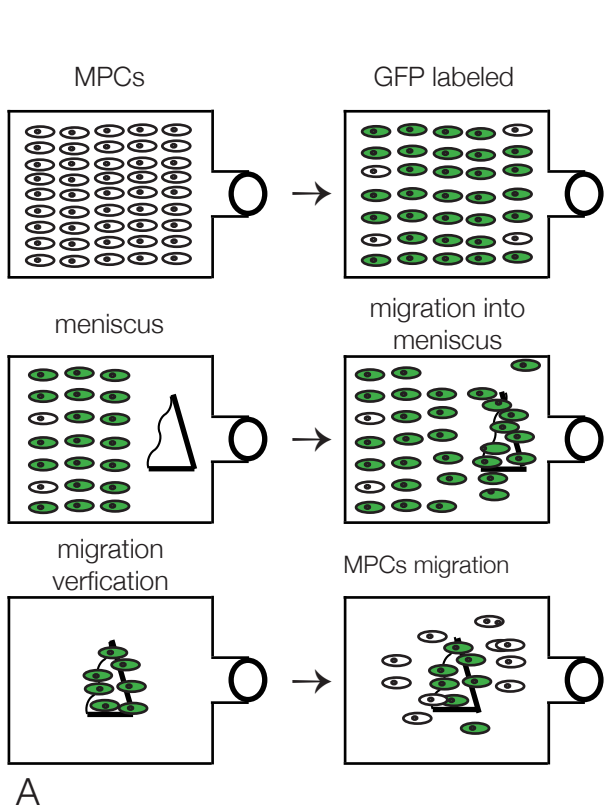 MPCs
GFP labeled
meniscus
migration into
meniscus
migration
verfication
MPCs migration
A